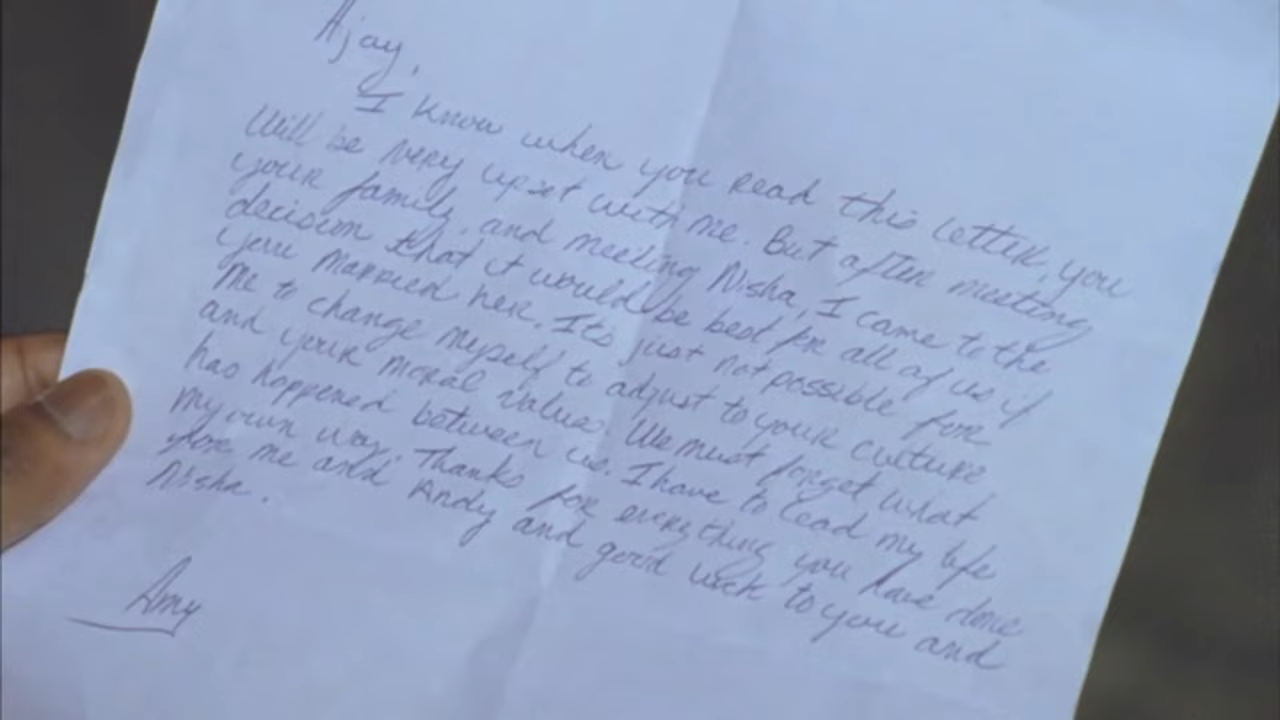 Ajay,
I know when you read this letter, you
will be very upset with me. But after meeting
your family, and meeting Nisha, I came to the
decision that it would be best for all of us if
you married her. Its just not possible for
me to change myself to adjust to your culture
and your moral values. We must forget what
has happened between us. I have to lead my life
my own way. Thanks for everything you have done
for me and Andy and good luck to you and
Nisha.
Amy